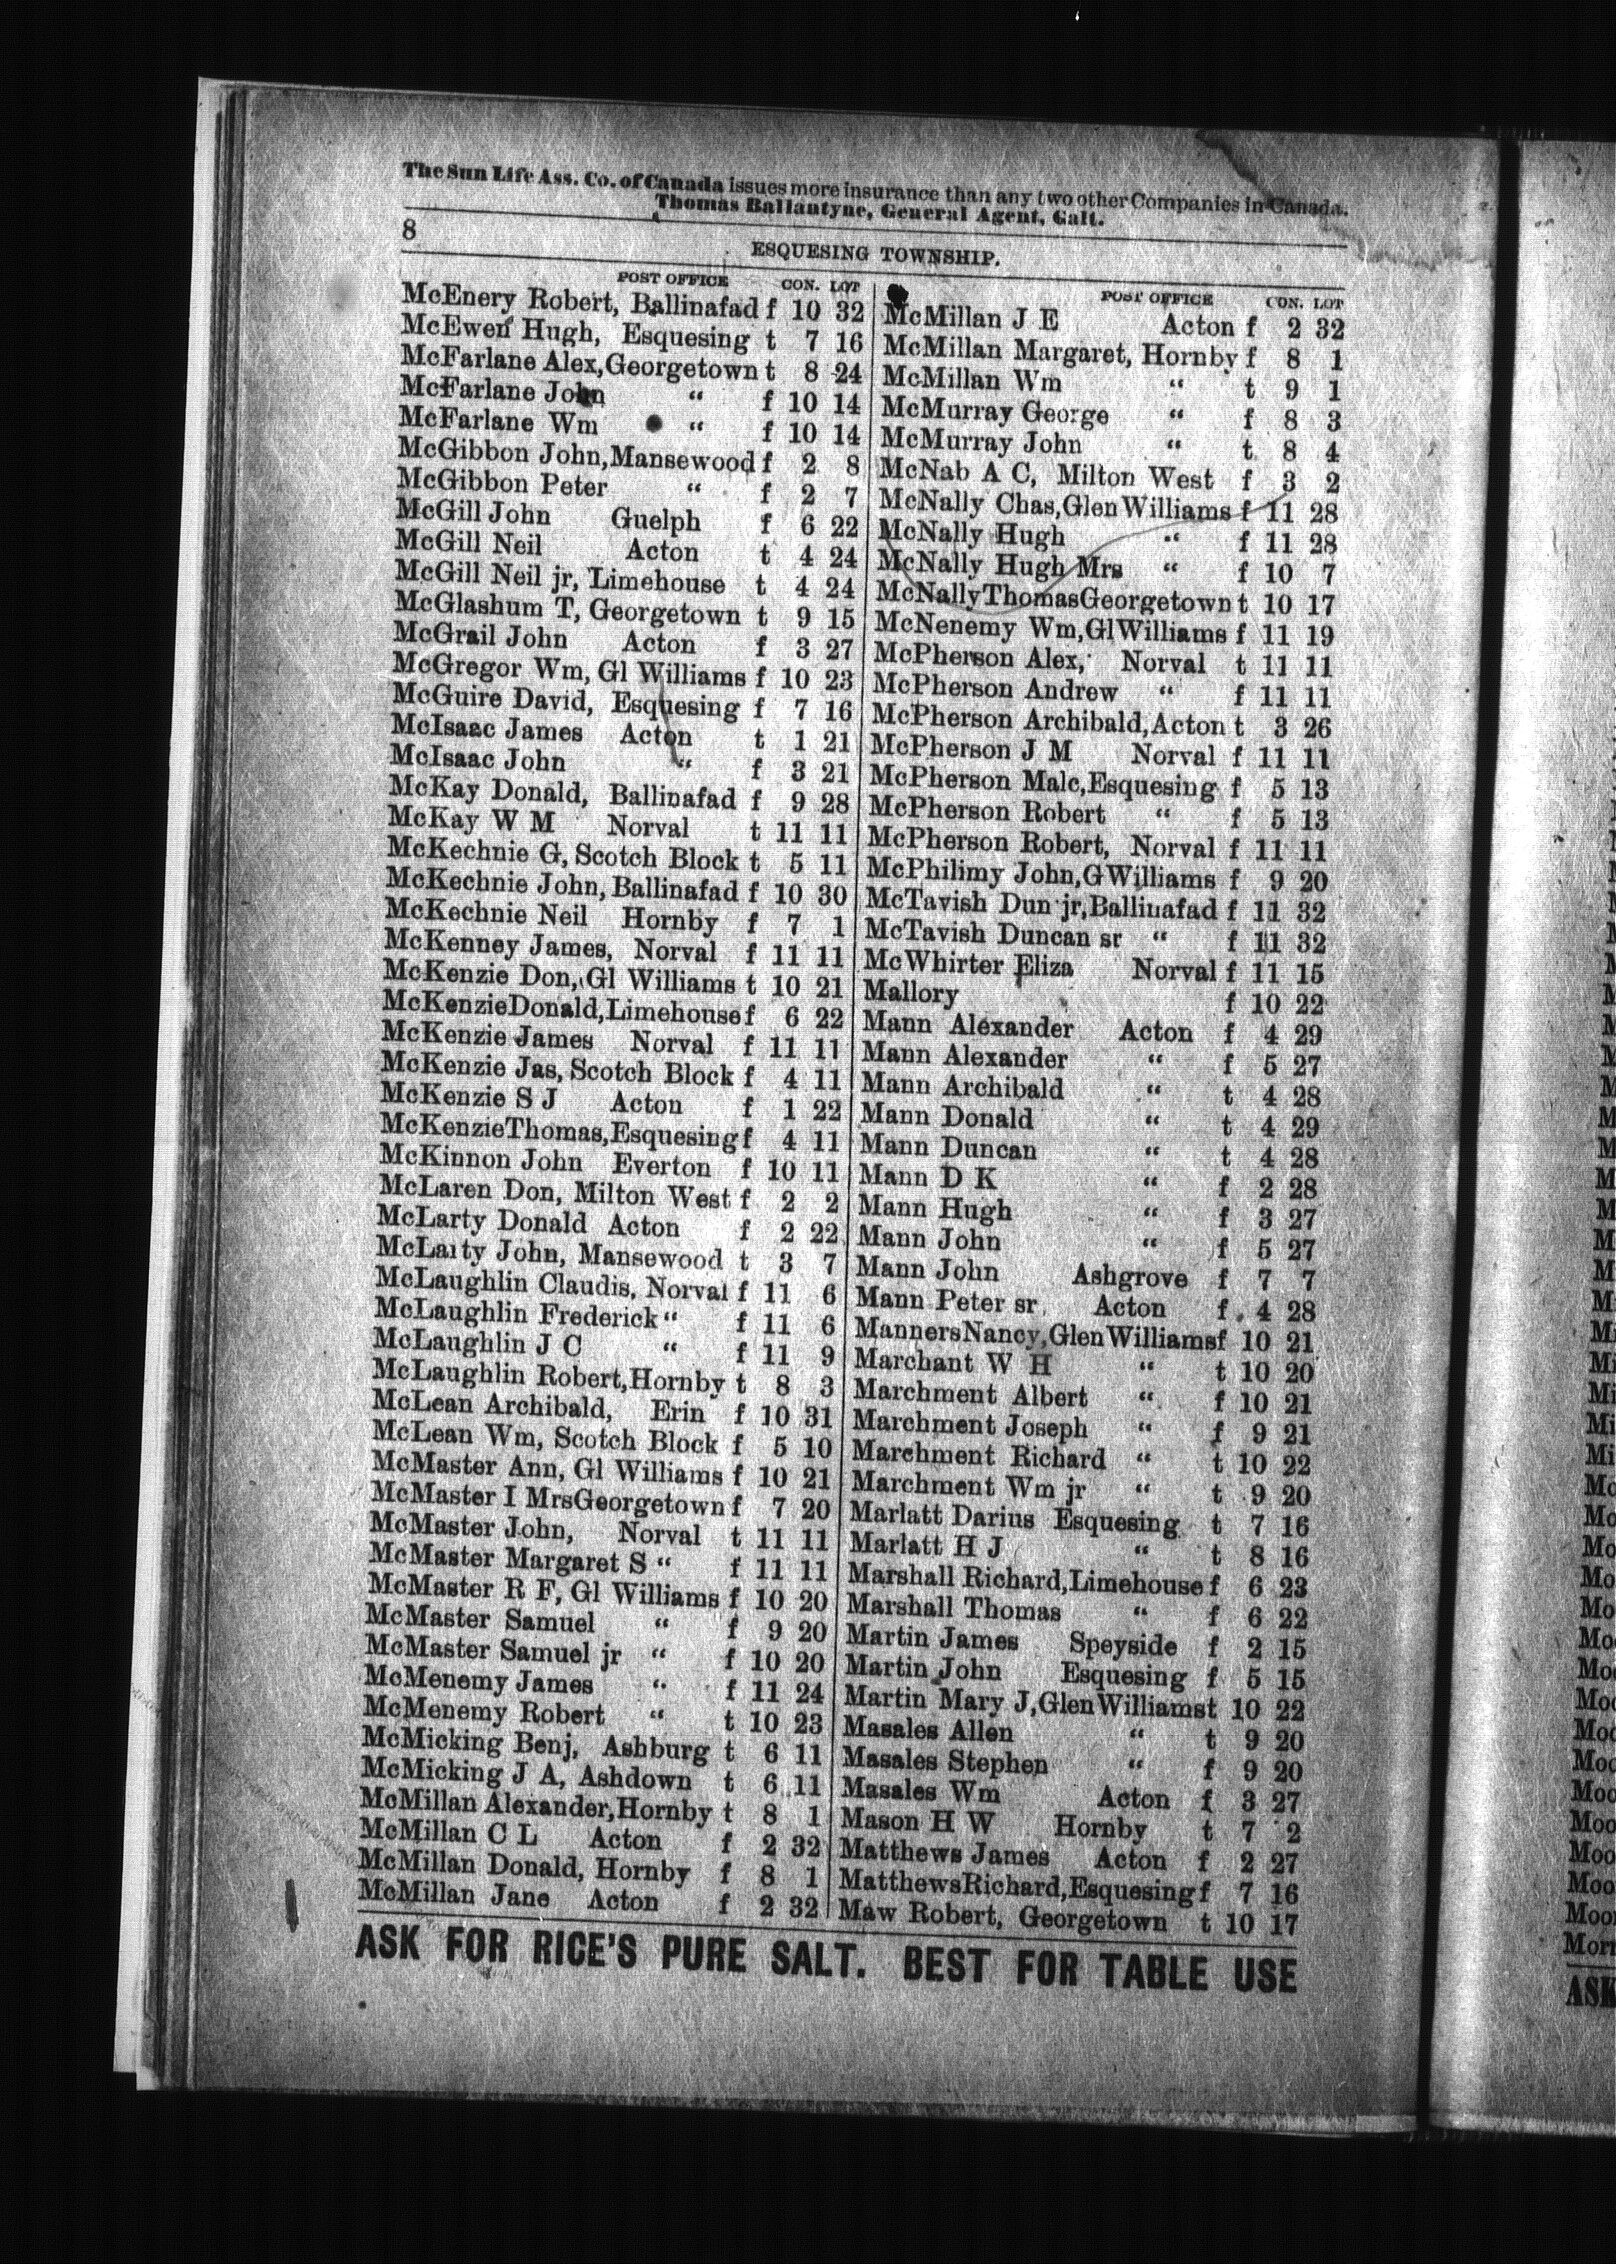 The Sun Life Ass. Co. of Canada issues more insurance than any two other Companies in Canada.
Thomas Ballantyne, General Agent, Galt.
8
ESQUESING TOWNSHIP.
POST OFFICE CON. LOT
McEnery Robert, Ballinafad f 10 32
McEwen Hugh, Esquesing t 7 16
McFarlane Alex, Georgetown t 8 24
McFarlane John “ f 10 14
McFarlane Wm “ f 10 14
McGibbon John, Mansewood f 2 8
McGibbon Peter “ f 2 7
McGill John Guelph f 6 22
McGill Neil Acton t 4 24
McGill Neil jr, Limehouse t 4 24
McGlashum T, Georgetown t 9 15
McGrail John Acton f 3 27
McGregor Wm, Gl Williams f 10 23
McGuire David, Esquesing f 7 16
McIsaac James Acton t 1 21
McIsaac John “ f 3 21
McKay Donald, Ballinafad f 9 28
McKay W M Norval t 11 11
McKechnie G, Scotch Block t 5 11
McKechnie John, Ballinafad f 10 30
McKechnie Neil Hornby f 7 1
McKenney James, Norval f 11 11
McKenzie Don, Gl Williams t 10 21
McKenzie Donald, Limehouse f 6 22
McKenzie James Norval f 11 11
McKenzie Jas, Scotch Block f 4 11
McKenzie S J Acton f 1 22
McKenzie Thomas, Esquesing f 4 11
McKinnon John Everton f 10 11
McLaren Don, Milton West f 2 2
McLarty Donald Acton f 2 22
McLarty John, Mansewood t 3 7
McLaughlin Claudis, Norval f 11 6
McLaughlin Frederick “ f 11 6
McLaughlin J C “ f 11 9
McLaughlin Robert, Hornby t 8 3
McLean Archibald, Erin f 10 31
McLean Wm, Scotch Block f 5 10
McMaster Ann, Gl Williams f 10 21
McMaster I Mrs Georgetown f 7 20
McMaster John, Norval t 11 11
McMaster Margaret S “ f 11 11
McMaster R F, Gl Williams f 10 20
McMaster Samuel “ f 9 20
McMaster Samuel jr “ f 10 20
McMenemy James “ f 11 24
McMenemy Robert “ t 10 23
McMicking Benj, Ashburg t 6 11
McMicking J A, Ashdown t 6 11
McMillan Alexander, Hornby t 8 1
McMillan C L Acton f 2 32
McMillan Donald, Hornby f 8 1
McMillan Jane Acton f 2 32
POST OFFICE CON. LOT
McMillan J E Acton f 2 32
McMillan Margaret, Hornby f 8 1
McMillan Wm “ t 9 1
McMurray George “ f 8 3
McMurray John “ t 8 4
McNab A C, Milton West f 3 2
McNally Chas, Glen Williams f 11 28
McNally Hugh “ f 11 28
McNally Hugh Mrs “ f 10 7
McNally Thomas Georgetown t 10 17
McNenemy Wm, Gl Williams f 11 19
McPherson Alex, Norval t 11 11
McPherson Andrew “ f 11 11
McPherson Archibald, Acton t 3 26
McPherson J M Norval f 11 11
McPherson Malc, Esquesing f 5 13
McPherson Robert “ f 5 13
McPherson Robert, Norval f 11 11
McPhilimy John, G Williams f 9 20
McTavish Dun jr, Ballinafad f 11 32
McTavish Duncan sr “ f 11 32
McWhirter Eliza Norval f 11 15
Mallory f 10 22
Mann Alexander Acton f 4 29
Mann Alexander “ f 5 27
Mann Archibald “ t 4 28
Mann Donald “ t 4 29
Mann Duncan “ t 4 28
Mann D K “ f 2 28
Mann Hugh “ f 3 27
Mann John “ f 5 27
Mann John Ashgrove f 7 7
Mann Peter sr Acton f 4 28
Manners Nancy, Glen Williams f 10 21
Marchant W H “ t 10 20
Marchment Albert “ f 10 21
Marchment Joseph “ f 9 21
Marchment Richard “ t 10 22
Marchment Wm jr “ t 9 20
Marlatt Darius Esquesing t 7 16
Marlatt H J “ t 8 16
Marshall Richard, Limehouse f 6 23
Marshall Thomas “ f 6 22
Martin James Speyside f 2 15
Martin John Esquesing f 5 15
Martin Mary J, Glen Williams t 10 22
Masales Allen “ t 9 20
Masales Stephen “ f 9 20
Masales Wm Acton f 3 27
Mason H W Hornby t 7 2
Matthews James Acton f 2 27
Matthews Richard, Esquesing f 7 16
Maw Robert, Georgetown t 10 17
ASK FOR RICE'S PURE SALT. BEST FOR TABLE USE